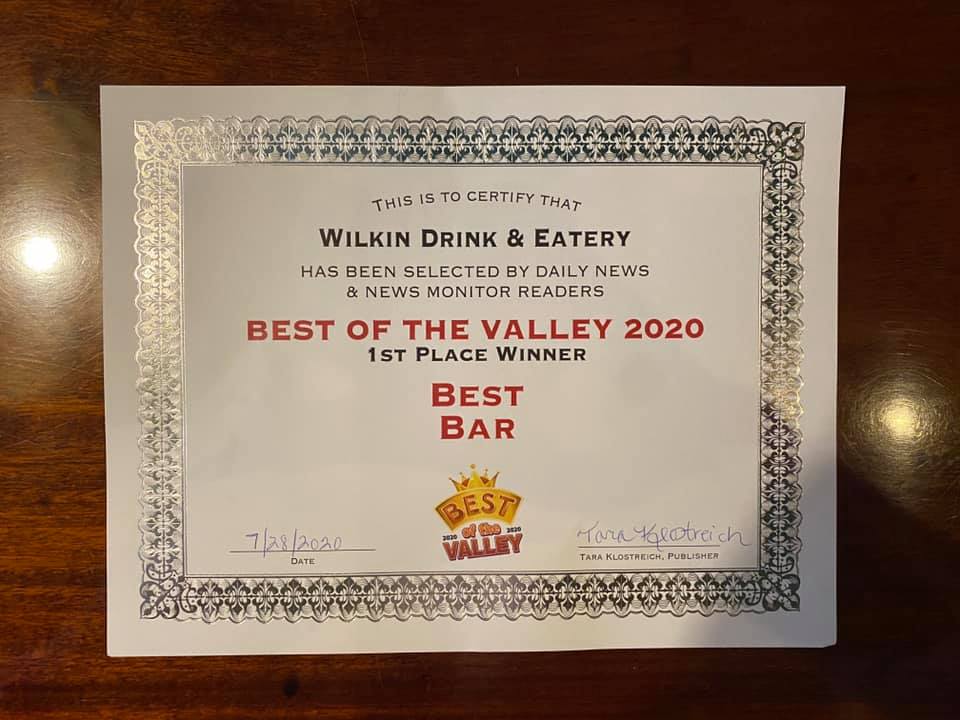 THIS IS TO CERTIFY THAT
WILKIN DRINK & EATERY
HAS BEEN SELECTED BY DAILY NEWS
& NEWS MONITOR READERS
BEST OF THE VALLEY 2020
1ST PLACE WINNER
BEST
BAR
BEST
2020 of the 2020
VALLEY
7/28/2020
DATE
Tara Klostreich
TARA KLOSTREICH, PUBLISHER